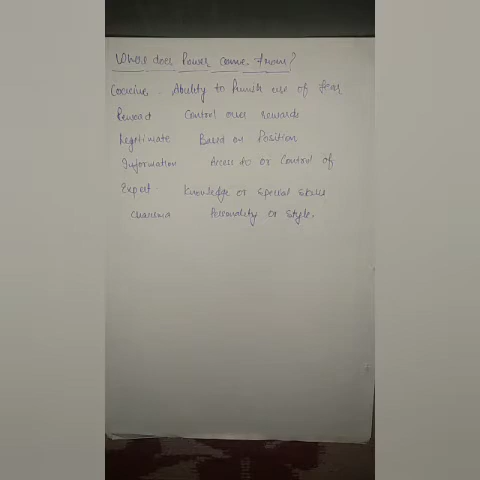 Where does Power come from?
Coercive - Ability to Punish use of fear
Reward Control over rewards
Legitimate Based on Position
Information Access to or Control of
Expert Knowledge or special skills
Charisma Personality or Style.